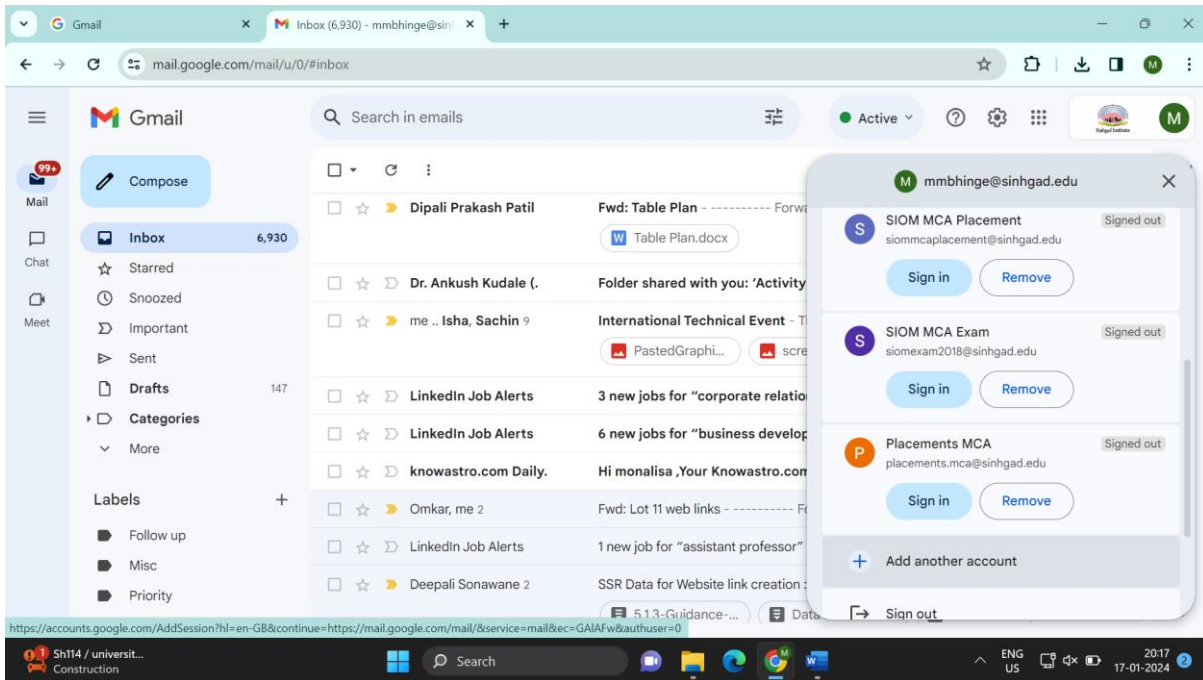 Gmail
Inbox (6,930) - mmbhinge@sin
mail.google.com/mail/u/0/#inbox
M
Gmail
Search in emails
Active
Sinhgad Institutes
M
99+
Mail
Chat
Meet
Compose
Inbox 6,930
Starred
Snoozed
Important
Sent
Drafts 147
Categories
More
Labels
Follow up
Misc
Priority
Dipali Prakash Patil Fwd: Table Plan - ---------- Forwa
W Table Plan.docx
Dr. Ankush Kudale (. Folder shared with you: ‘Activity
me .. Isha, Sachin 9 International Technical Event - T
PastedGraphi... scre
LinkedIn Job Alerts 3 new jobs for “corporate relatio
LinkedIn Job Alerts 6 new jobs for “business develop
knowastro.com Daily. Hi monalisa ,Your Knowastro.com
Omkar, me 2 Fwd: Lot 11 web links - ---------- Fo
LinkedIn Job Alerts 1 new job for “assistant professor”
Deepali Sonawane 2 SSR Data for Website link creation :
5.1.3-Guidance-... Data
M mmbhinge@sinhgad.edu
S SIOM MCA Placement Signed out
siommcaplacement@sinhgad.edu
Sign in Remove
S SIOM MCA Exam Signed out
siomexam2018@sinhgad.edu
Sign in Remove
P Placements MCA Signed out
placements.mca@sinhgad.edu
Sign in Remove
Add another account
Sign out
https://accounts.google.com/AddSession?hl=en-GB&continue=https://mail.google.com/mail/&service=mail&ec=GAlAFw&authuser=0
1 Sh114 / universit...
Construction
Search
M
W
ENG
US
20:17
17-01-2024
2